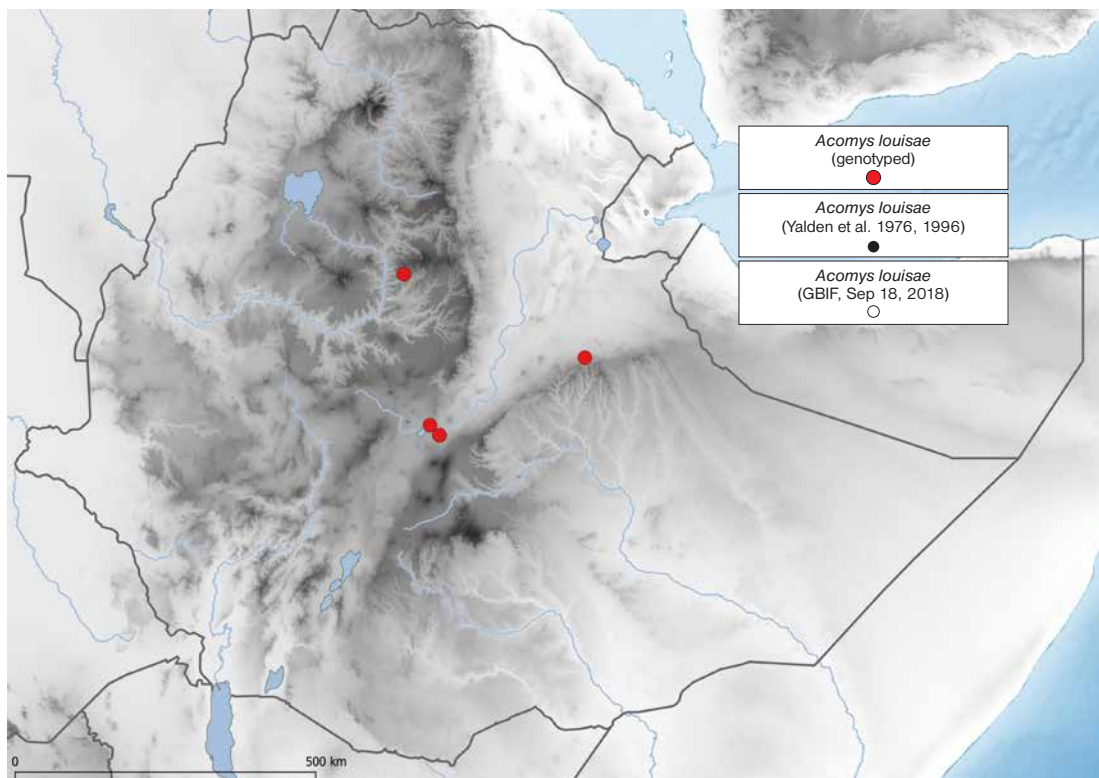 Acomys louisae
(genotyped)
Acomys louisae
(Yalden et al. 1976, 1996)
Acomys louisae
(GBIF, Sep 18, 2018)
0 500 km